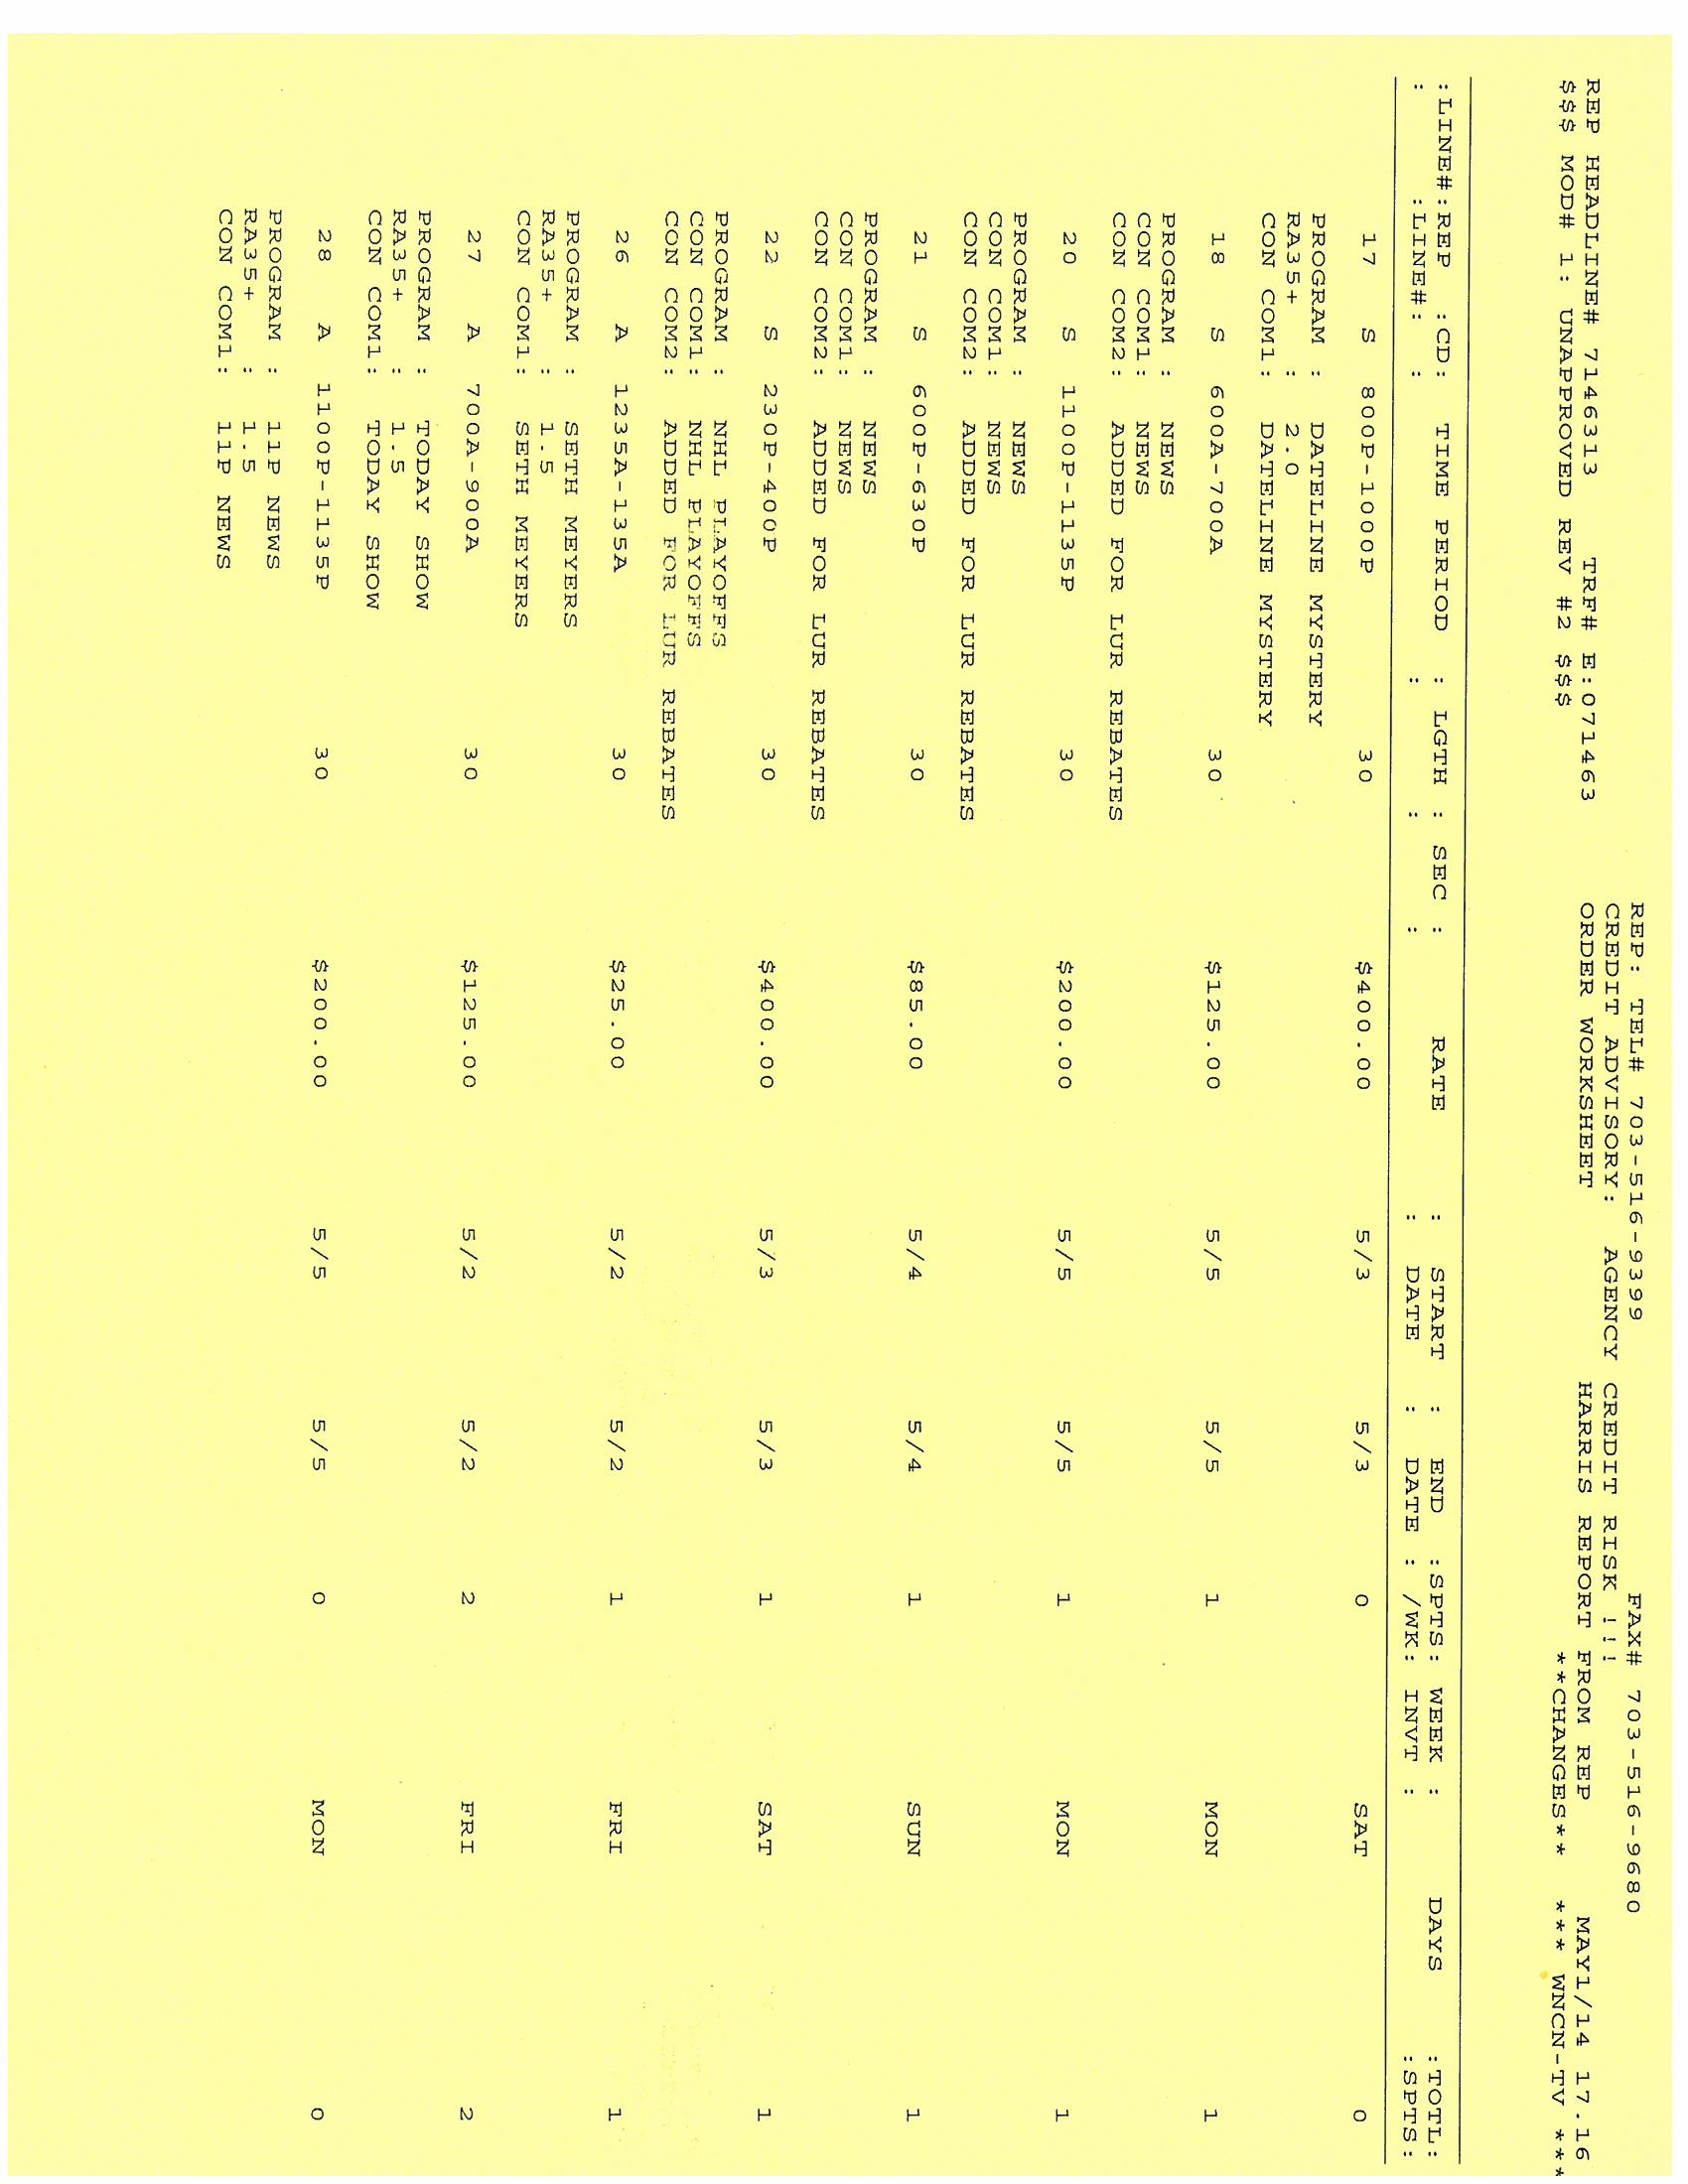 REP: TEL# 703-516-9399 FAX# 703-516-9680
CREDIT ADVISORY: AGENCY CREDIT RISK !!!
REP HEADLINE# 7146313 TRF# E:071463 ORDER WORKSHEET HARRIS REPORT FROM REP MAY1/14 17.16
$$$ MOD# 1: UNAPPROVED REV #2 $$$ **CHANGES** *** WNCN-TV ***
:LINE#:REP :CD: TIME PERIOD : LGTH : SEC : RATE : START : END :SPTS: WEEK : DAYS :TOTL:
: :LINE#: : : : : : DATE : DATE : /WK: INVT : :SPTS:
17 S 800P-1000P 30 $400.00 5/3 5/3 0 SAT 0
PROGRAM : DATELINE MYSTERY
RA35+ : 2.0
CON COM1: DATELINE MYSTERY
18 S 600A-700A 30 $125.00 5/5 5/5 1 MON 1
PROGRAM : NEWS
CON COM1: NEWS
CON COM2: ADDED FOR LUR REBATES
20 S 1100P-1135P 30 $200.00 5/5 5/5 1 MON 1
PROGRAM : NEWS
CON COM1: NEWS
CON COM2: ADDED FOR LUR REBATES
21 S 600P-630P 30 $85.00 5/4 5/4 1 SUN 1
PROGRAM : NEWS
CON COM1: NEWS
CON COM2: ADDED FOR LUR REBATES
22 S 230P-400P 30 $400.00 5/3 5/3 1 SAT 1
PROGRAM : NHL PLAYOFFS
CON COM1: NHL PLAYOFFS
CON COM2: ADDED FOR LUR REBATES
26 A 1235A-135A 30 $25.00 5/2 5/2 1 FRI 1
PROGRAM : SETH MEYERS
RA35+ : 1.5
CON COM1: SETH MEYERS
27 A 700A-900A 30 $125.00 5/2 5/2 2 FRI 2
PROGRAM : TODAY SHOW
RA35+ : 1.5
CON COM1: TODAY SHOW
28 A 1100P-1135P 30 $200.00 5/5 5/5 0 MON 0
PROGRAM : 11P NEWS
RA35+ : 1.5
CON COM1: 11P NEWS